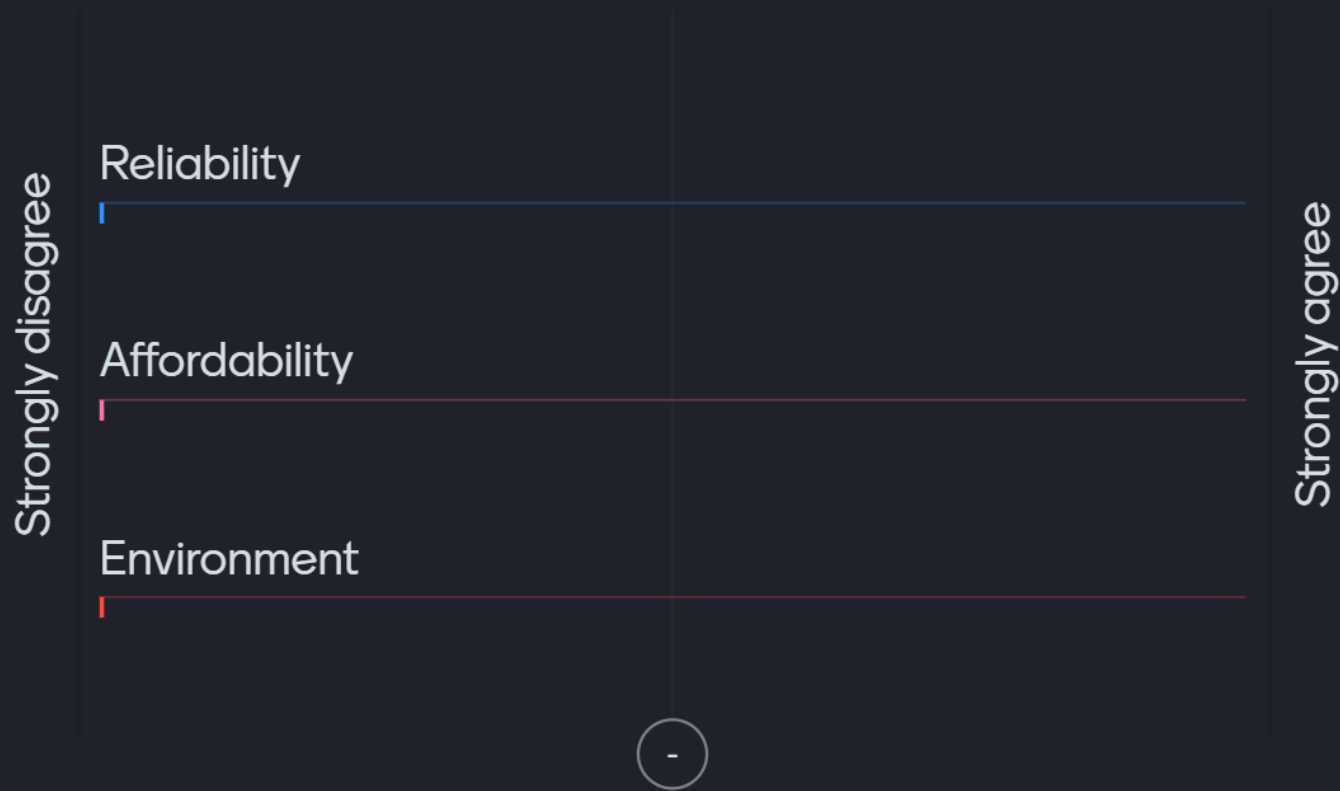 Strongly disagree
Reliability
Affordability
Environment
Strongly agree
-